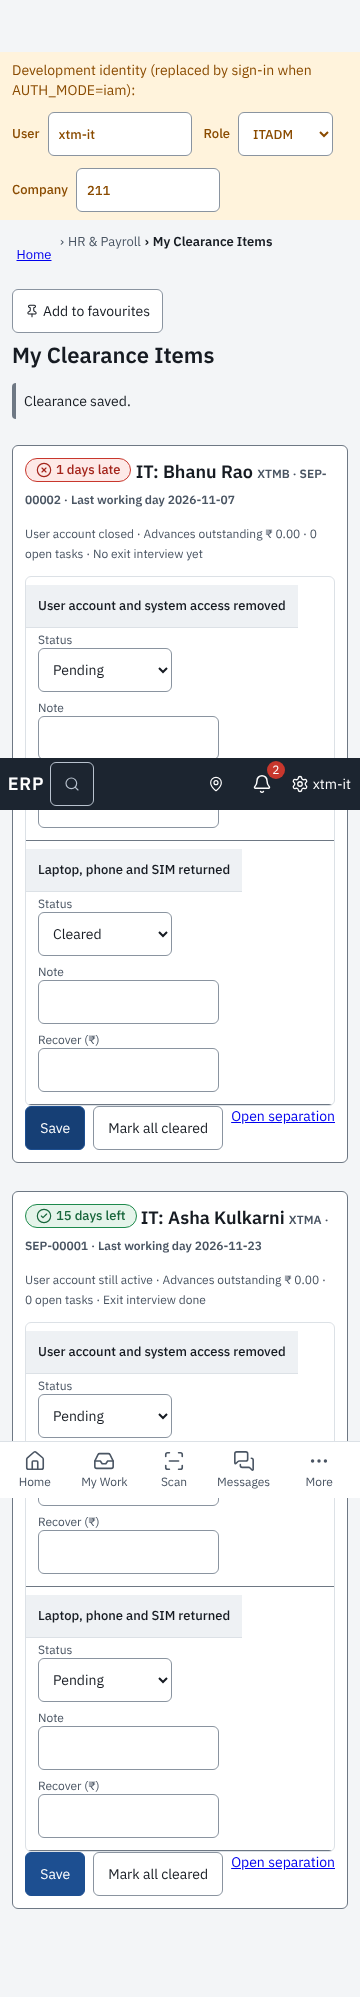 Development identity (replaced by sign-in when
AUTH_MODE=iam):
User xtm-it Role ITADM
Company 211
Home › HR & Payroll › My Clearance Items
Add to favourites
My Clearance Items
Clearance saved.
1 days late IT: Bhanu Rao XTMB · SEP-
00002 · Last working day 2026-11-07
User account closed · Advances outstanding ₹ 0.00 · 0
open tasks · No exit interview yet
User account and system access removed
Status
Pending
Note
ERP 2 xtm-it
Laptop, phone and SIM returned
Status
Cleared
Note
Recover (₹)
Save Mark all cleared Open separation
15 days left IT: Asha Kulkarni XTMA ·
SEP-00001 · Last working day 2026-11-23
User account still active · Advances outstanding ₹ 0.00 ·
0 open tasks · Exit interview done
User account and system access removed
Status
Pending
Home My Work Scan Messages More
Recover (₹)
Laptop, phone and SIM returned
Status
Pending
Note
Recover (₹)
Save Mark all cleared Open separation